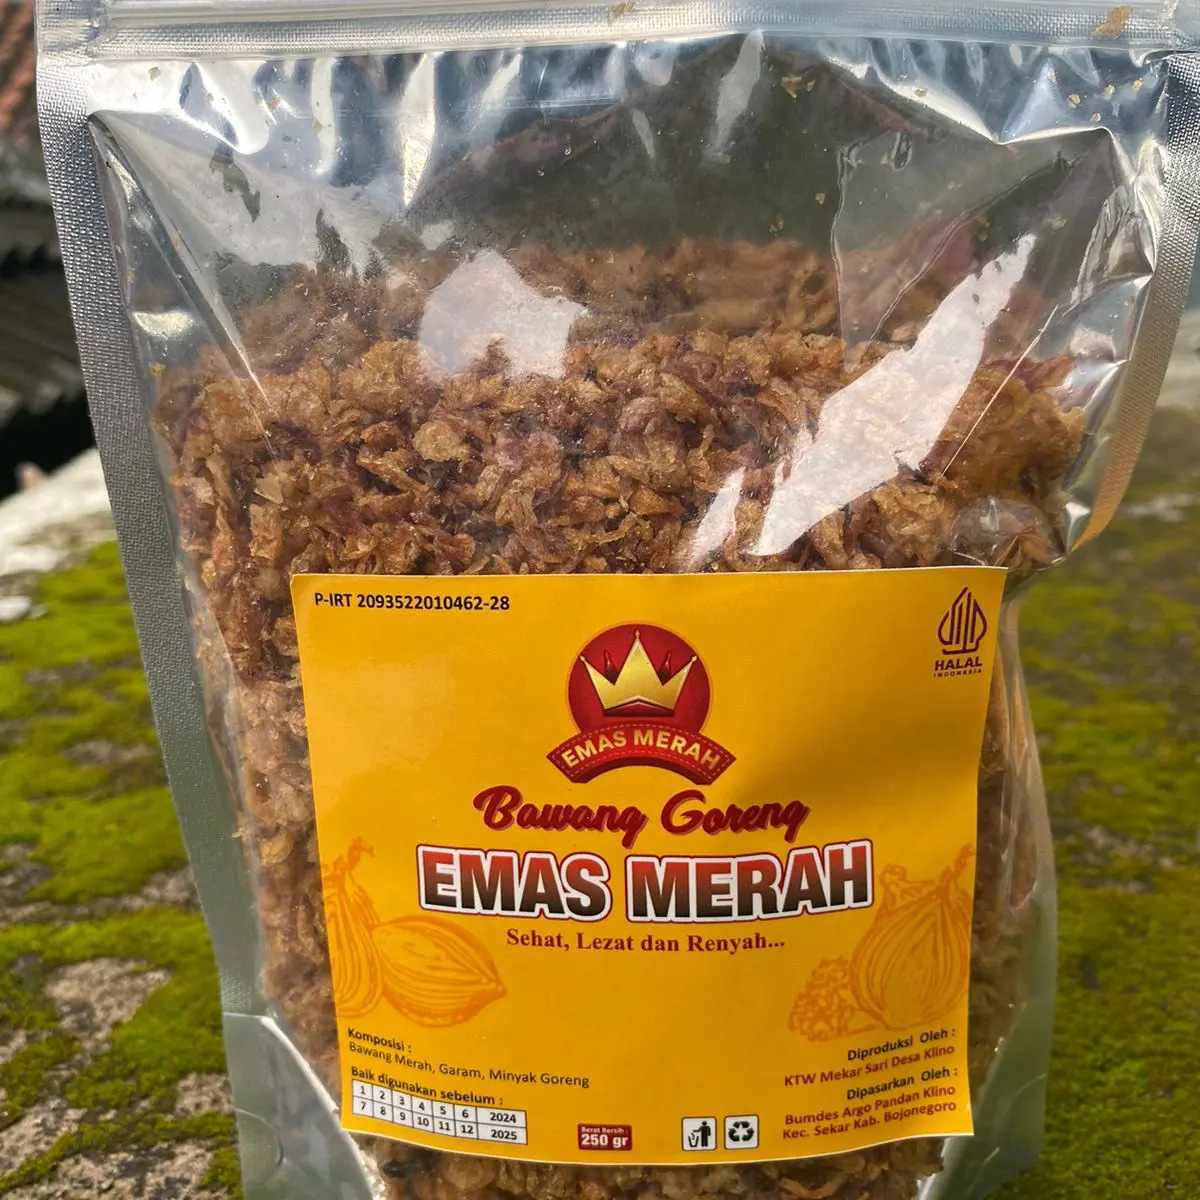 P-IRT 2093522010462-28
HALAL
INDONESIA
EMAS MERAH
Bawang Goreng
EMAS MERAH
Sehat, Lezat dan Renyah...
Komposisi :
Bawang Merah, Garam, Minyak Goreng
Baik digunakan sebelum :
1 2 3 4 5 6 2024
7 8 9 10 11 12 2025
Berat Bersih :
250 gr
Diproduksi Oleh :
KTW Mekar Sari Desa Klino
Dipasarkan Oleh :
Bumdes Argo Pandan Klino
Kec. Sekar Kab. Bojonegoro